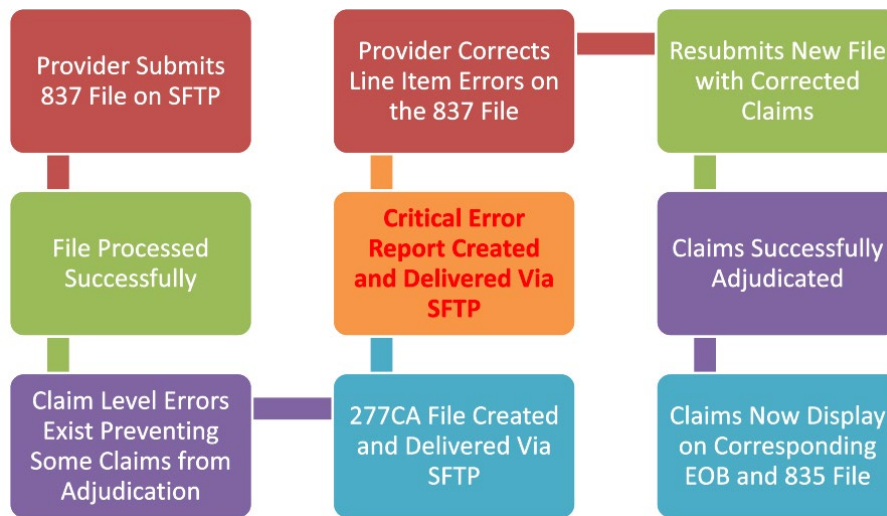 Provider Submits
837 File on SFTP
File Processed
Successfully
Claim Level Errors
Exist Preventing
Some Claims from
Adjudication
277CA File Created
and Delivered Via
SFTP
Critical Error
Report Created
and Delivered Via
SFTP
Provider Corrects
Line Item Errors on
the 837 File
Resubmits New File
with Corrected
Claims
Claims Successfully
Adjudicated
Claims Now Display
on Corresponding
EOB and 835 File